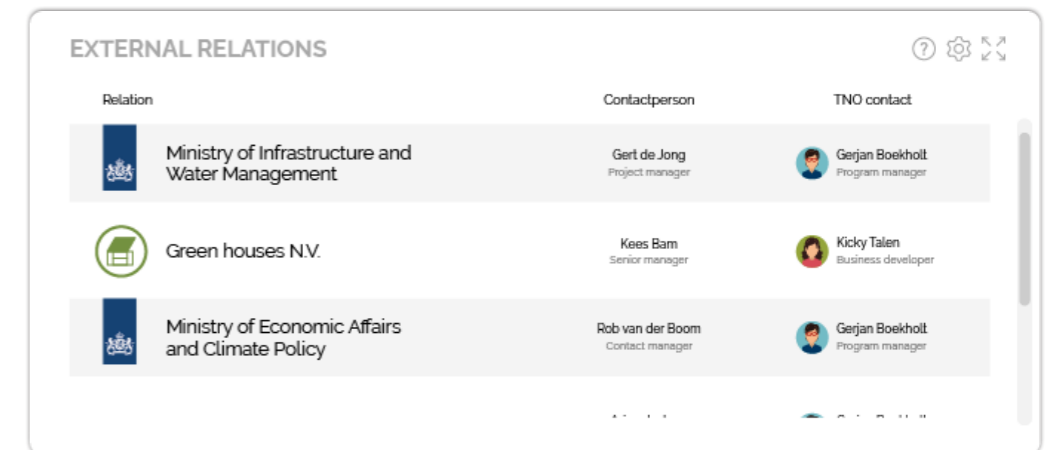 EXTERNAL RELATIONS
Relation Contactperson TNO contact
Ministry of Infrastructure and
Water Management
Gert de Jong
Project manager
Gerjan Boekholt
Program manager
Green houses N.V.
Kees Bam
Senior manager
Kicky Talen
Business developer
Ministry of Economic Affairs
and Climate Policy
Rob van der Boom
Contact manager
Gerjan Boekholt
Program manager